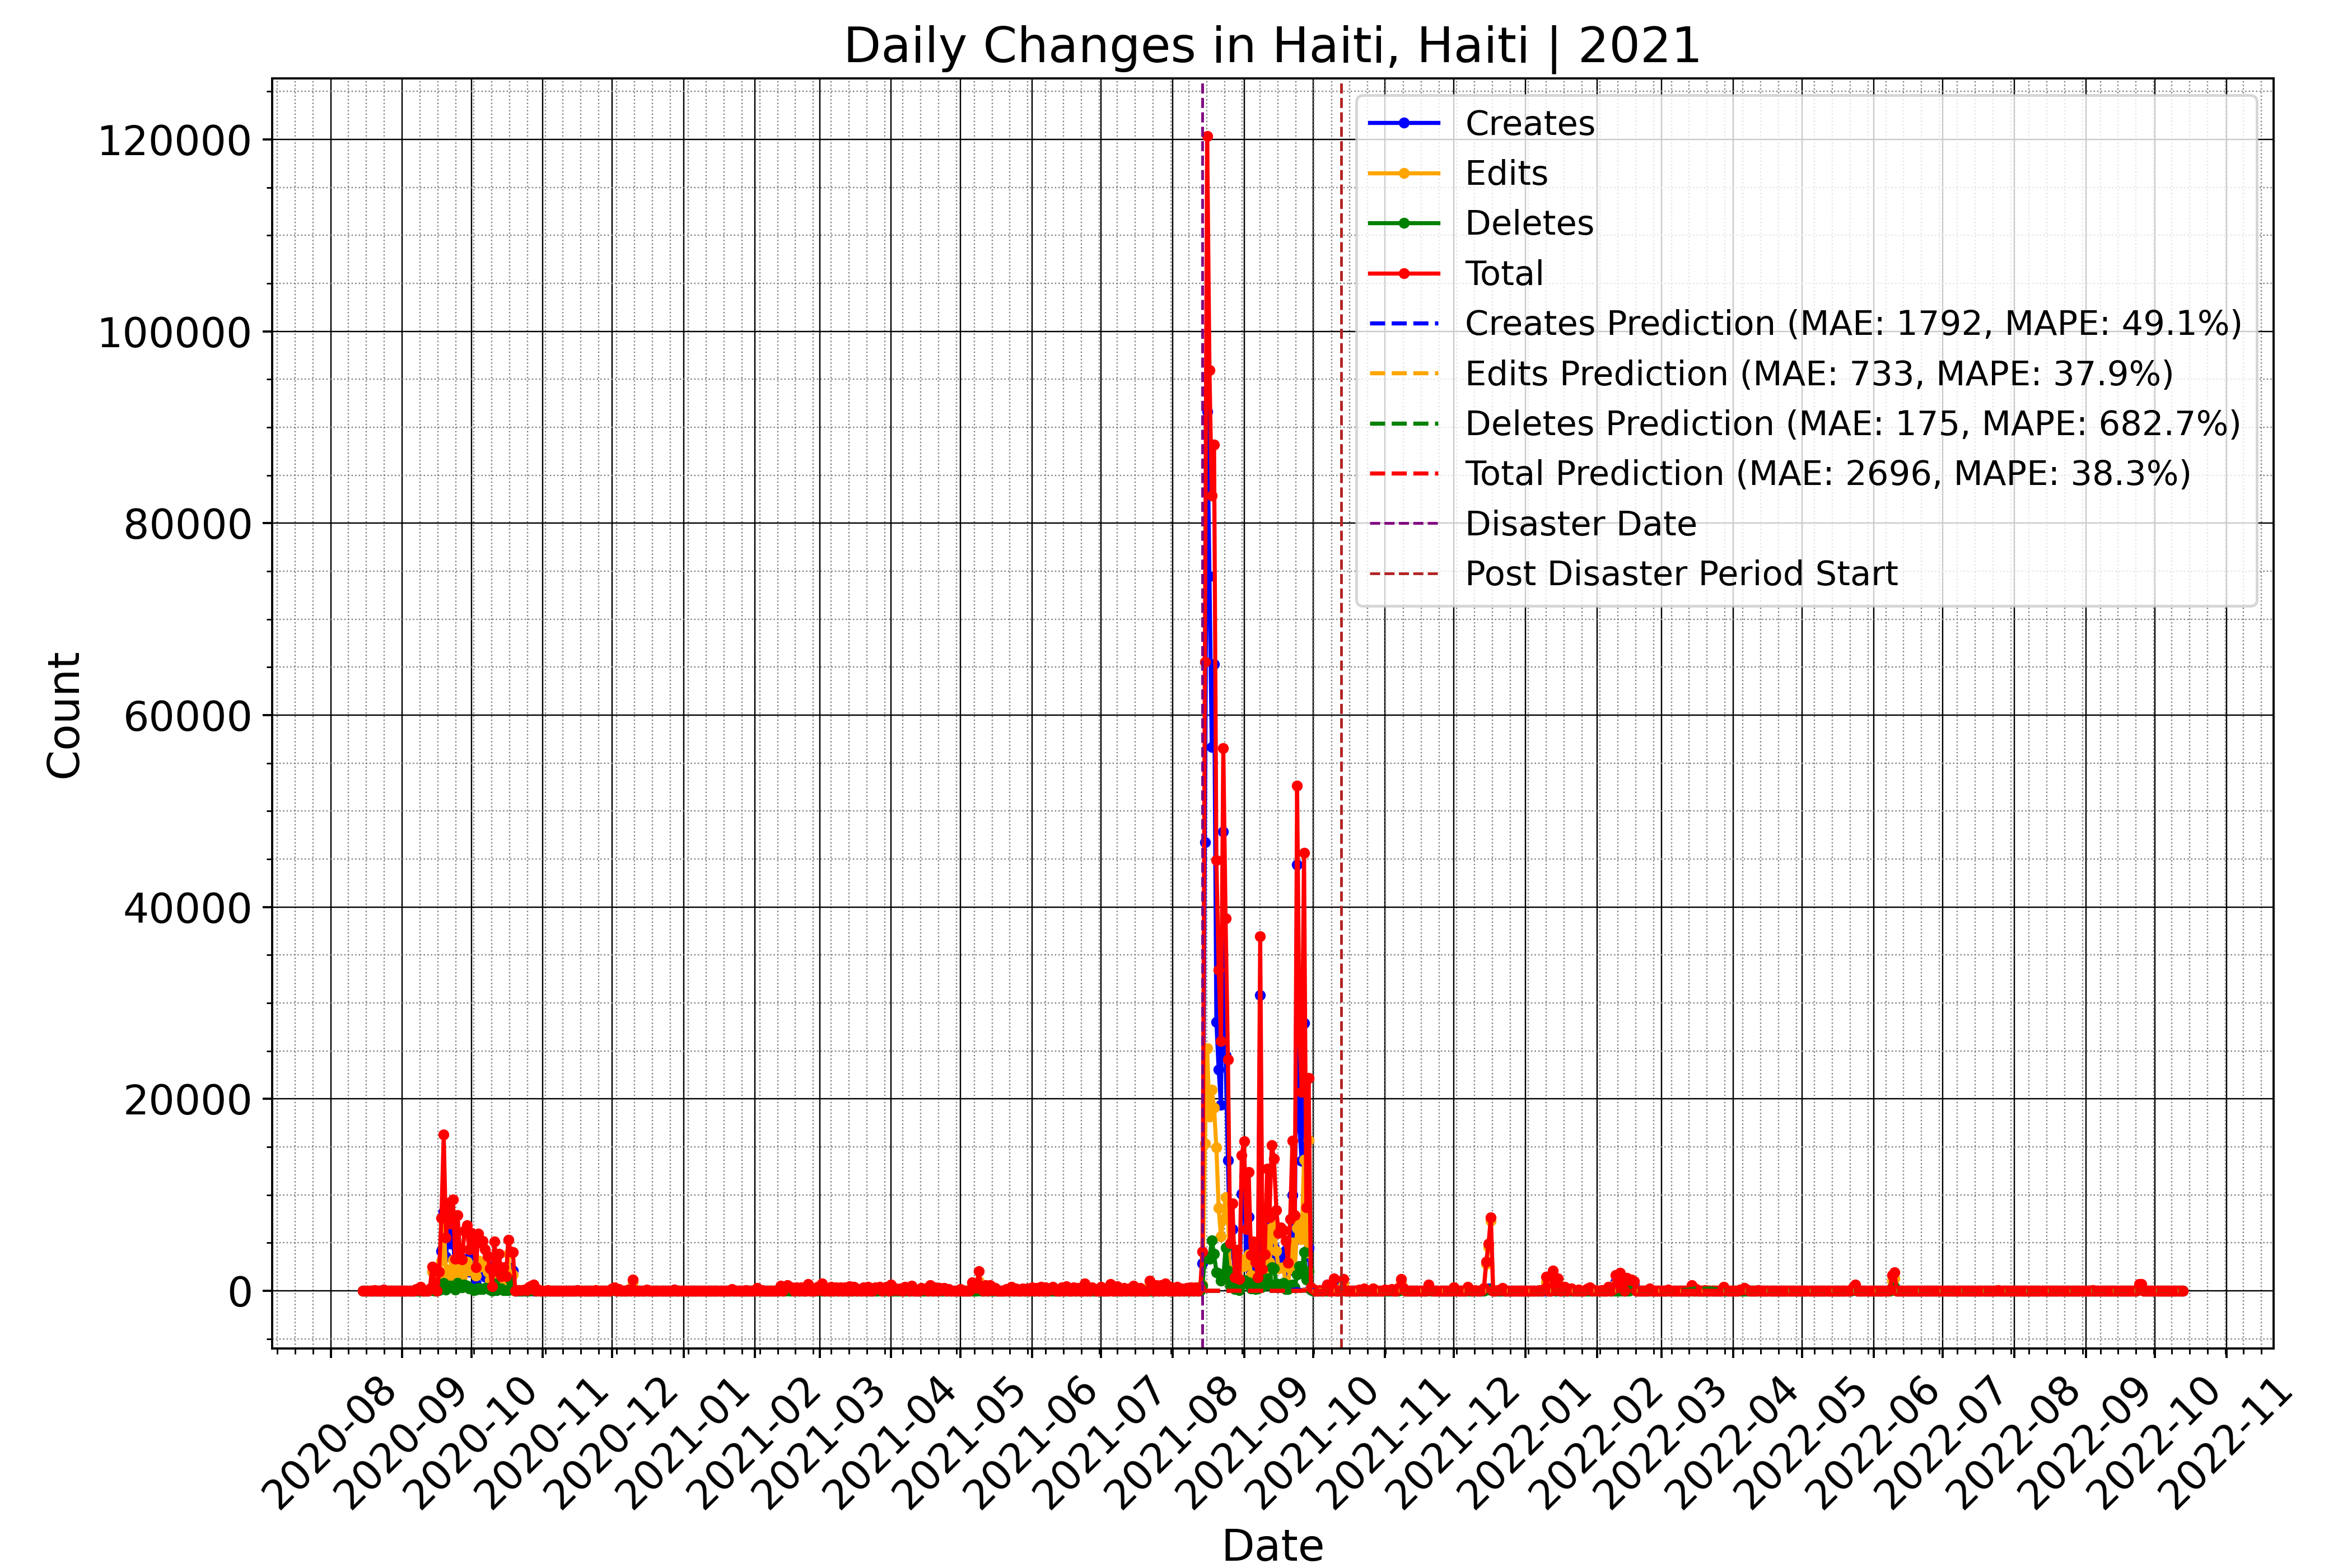 Daily Changes in Haiti, Haiti | 2021
120000
100000
80000
60000
40000
20000
0
Count
Creates
Edits
Deletes
Total
Creates Prediction (MAE: 1792, MAPE: 49.1%)
Edits Prediction (MAE: 733, MAPE: 37.9%)
Deletes Prediction (MAE: 175, MAPE: 682.7%)
Total Prediction (MAE: 2696, MAPE: 38.3%)
Disaster Date
Post Disaster Period Start
2020-08
2020-09
2020-10
2020-11
2020-12
2021-01
2021-02
2021-03
2021-04
2021-05
2021-06
2021-07
2021-08
2021-09
2021-10
2021-11
2021-12
2022-01
2022-02
2022-03
2022-04
2022-05
2022-06
2022-07
2022-08
2022-09
2022-10
2022-11
Date